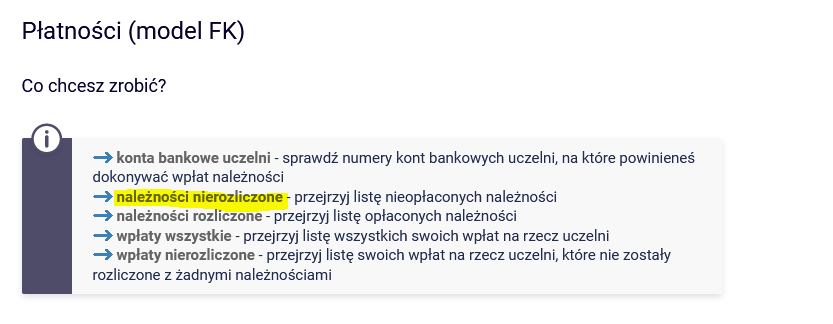 Płatności (model FK)
Co chcesz zrobić?
konta bankowe uczelni - sprawdź numery kont bankowych uczelni, na które powinieneś
dokonywać wpłat należności
należności nierozliczone - przejrzyj listę nieopłaconych należności
należności rozliczone - przejrzyj listę opłaconych należności
wpłaty wszystkie - przejrzyj listę wszystkich swoich wpłat na rzecz uczelni
wpłaty nierozliczone - przejrzyj listę swoich wpłat na rzecz uczelni, które nie zostały
rozliczone z żadnymi należnościami